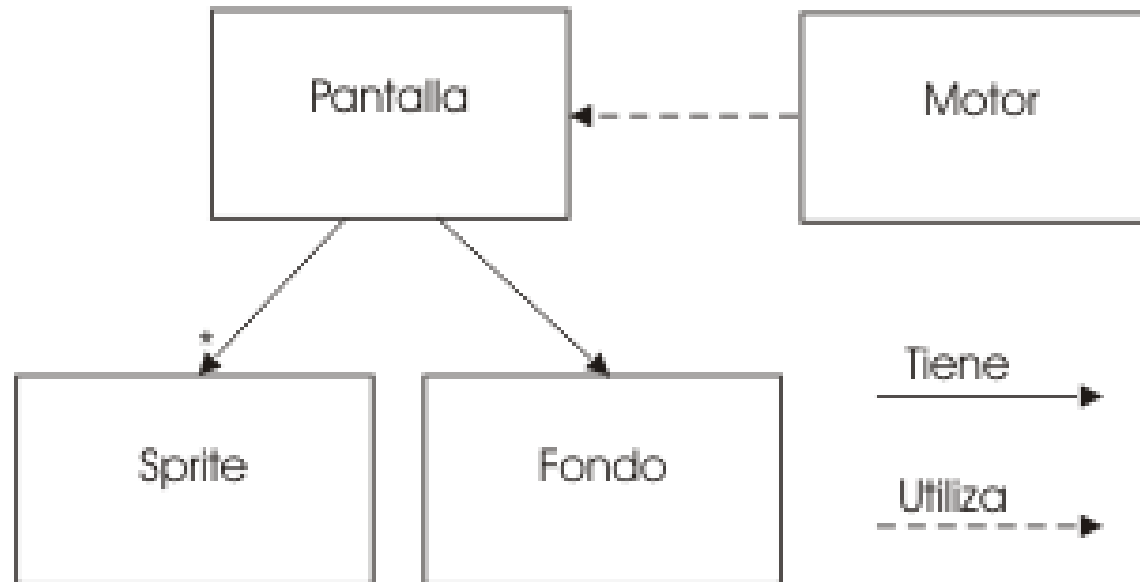 Pantalla
Motor
*
Sprite
Fondo
Tiene
Utiliza